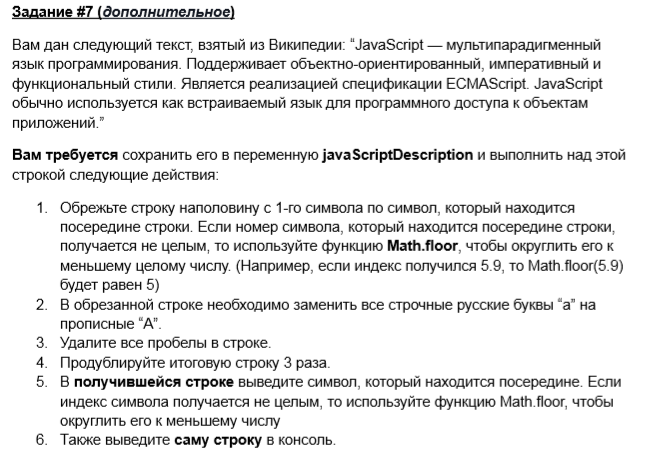 Задание #7 (дополнительное)
Вам дан следующий текст, взятый из Википедии: “JavaScript — мультипарадигменный
язык программирования. Поддерживает объектно-ориентированный, императивный и
функциональный стили. Является реализацией спецификации ECMAScript. JavaScript
обычно используется как встраиваемый язык для программного доступа к объектам
приложений.”
Вам требуется сохранить его в переменную javaScriptDescription и выполнить над этой
строкой следующие действия:
1. Обрежьте строку наполовину с 1-го символа по символ, который находится
посередине строки. Если номер символа, который находится посередине строки,
получается не целым, то используйте функцию Math.floor, чтобы округлить его к
меньшему целому числу. (Например, если индекс получился 5.9, то Math.floor(5.9)
будет равен 5)
2. В обрезанной строке необходимо заменить все строчные русские буквы “а” на
прописные “А”.
3. Удалите все пробелы в строке.
4. Продублируйте итоговую строку 3 раза.
5. В получившейся строке выведите символ, который находится посередине. Если
индекс символа получается не целым, то используйте функцию Math.floor, чтобы
округлить его к меньшему числу
6. Также выведите саму строку в консоль.